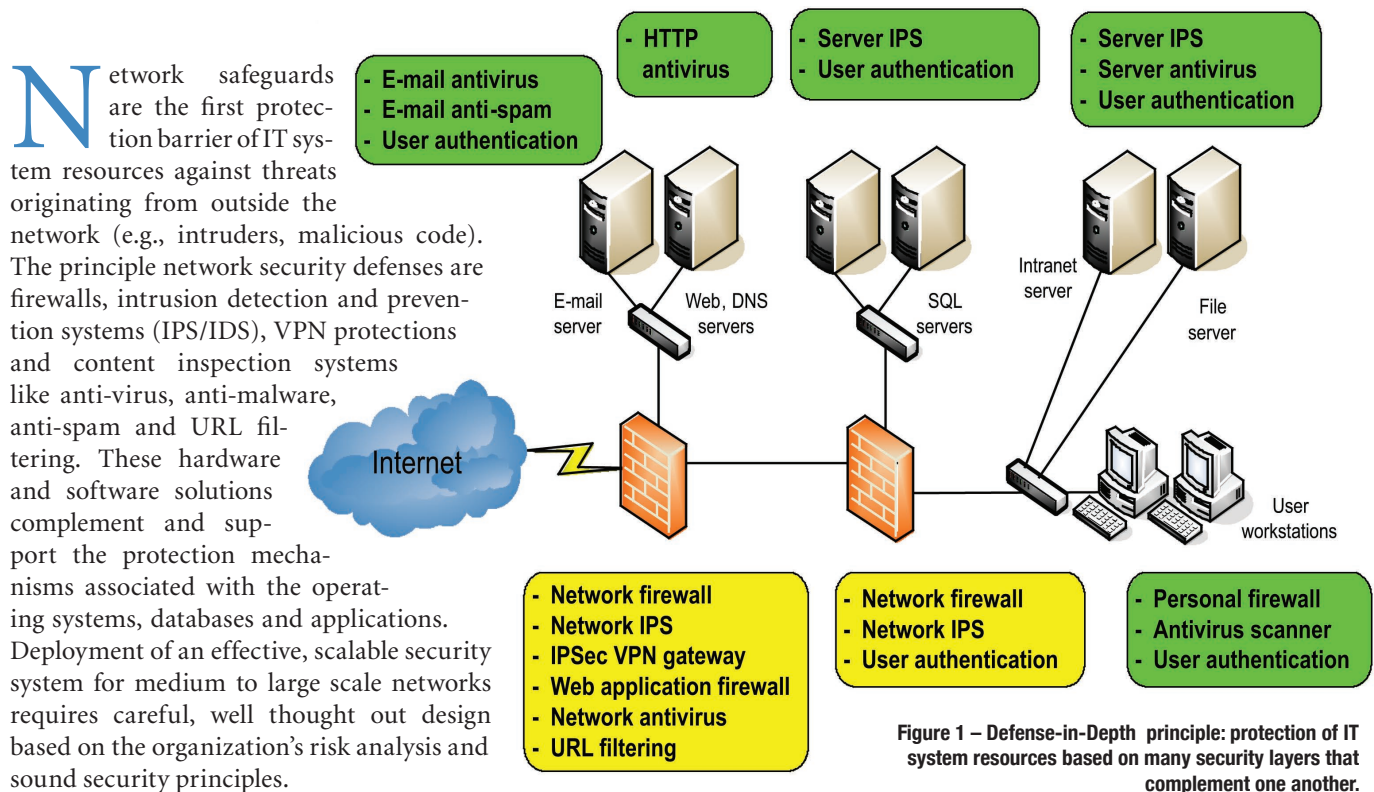 Network safeguards
are the first protec-
tion barrier of IT sys-
tem resources against threats
originating from outside the
network (e.g., intruders, malicious code).
The principle network security defenses are
firewalls, intrusion detection and preven-
tion systems (IPS/IDS), VPN protections
and content inspection systems
like anti-virus, anti-malware,
anti-spam and URL fil-
tering. These hardware
and software solutions
complement and sup-
port the protection mecha-
nisms associated with the operat-
ing systems, databases and applications.
Deployment of an effective, scalable security
system for medium to large scale networks
requires careful, well thought out design
based on the organization's risk analysis and
sound security principles.
- E-mail antivirus
- E-mail anti-spam
- User authentication
- HTTP
antivirus
- Server IPS
- User authentication
- Server IPS
- Server antivirus
- User authentication
E-mail
server
Web, DNS
servers
SQL
servers
Intranet
server
File
server
Internet
User
workstations
- Network firewall
- Network IPS
- IPSec VPN gateway
- Web application firewall
- Network antivirus
- URL filtering
- Network firewall
- Network IPS
- User authentication
- Personal firewall
- Antivirus scanner
- User authentication
Figure 1 – Defense-in-Depth principle: protection of IT
system resources based on many security layers that
complement one another.